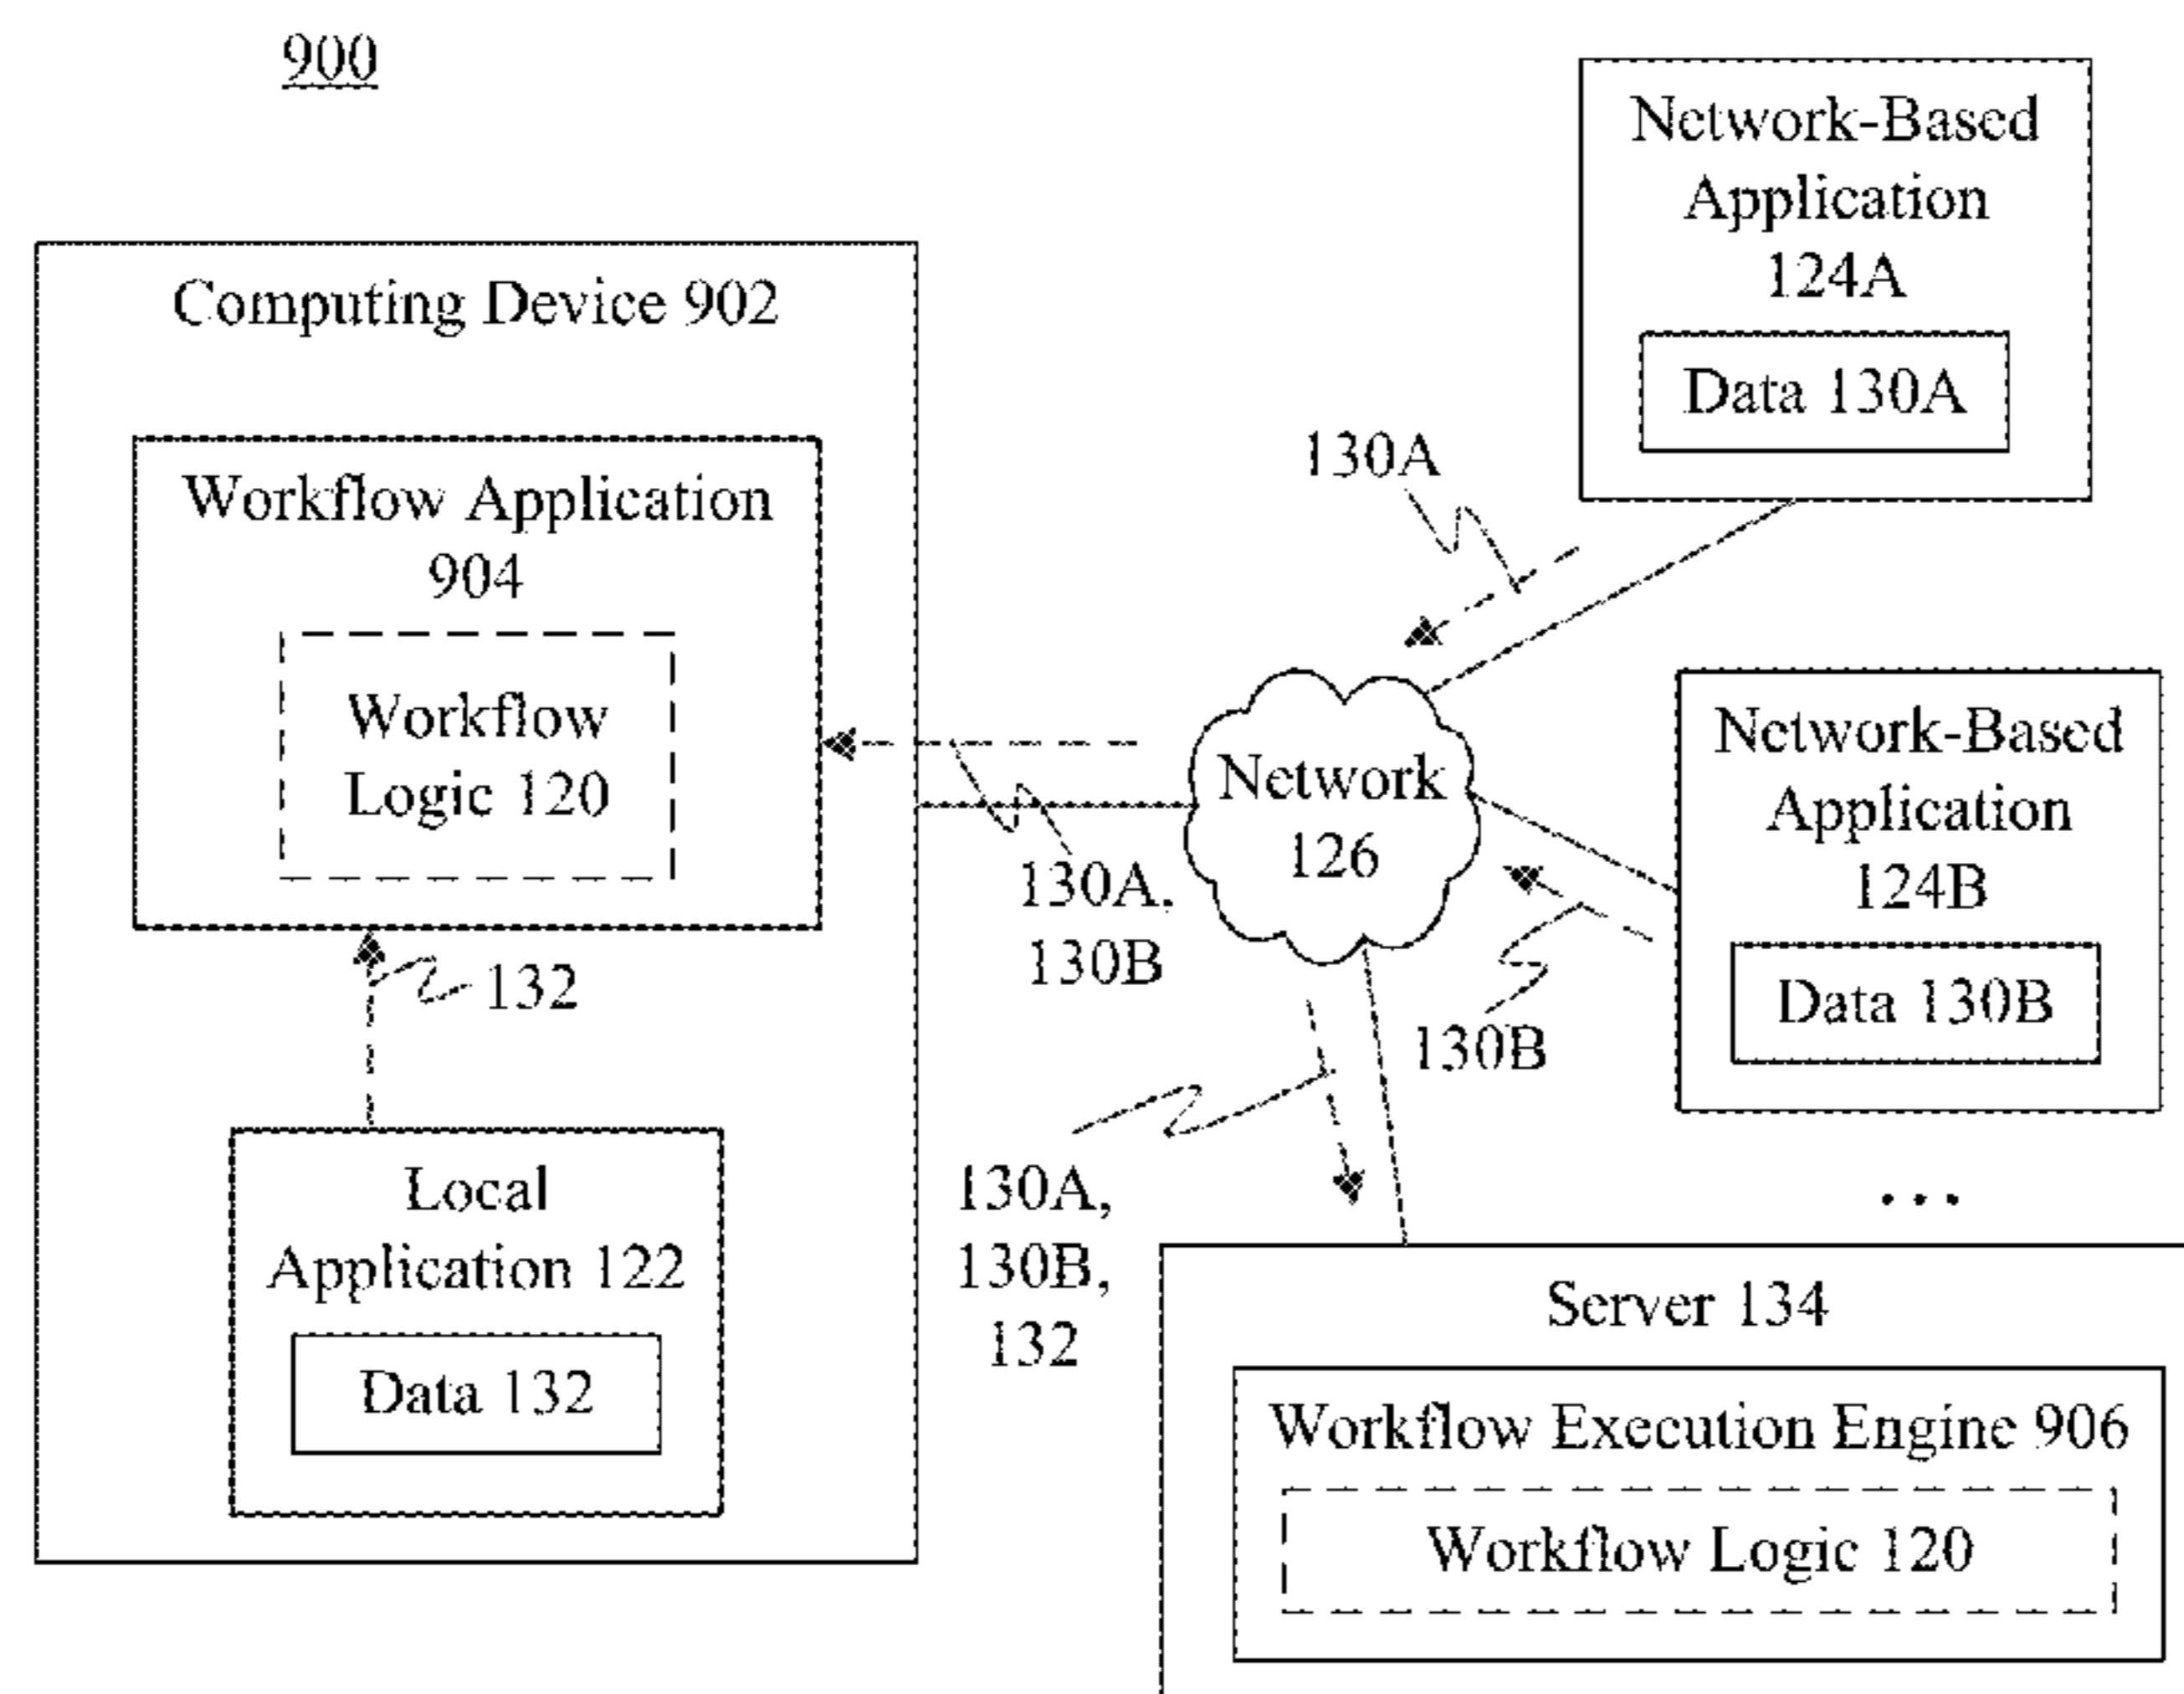 900
Computing Device 902
Workflow Application
904
Workflow
Logic 120
132
Local
Application 122
Data 132
130A,
130B
Network
126
130A
Network-Based
Application
124A
Data 130A
Network-Based
Application
124B
Data 130B
130B
130A,
130B,
132
...
Server 134
Workflow Execution Engine 906
Workflow Logic 120